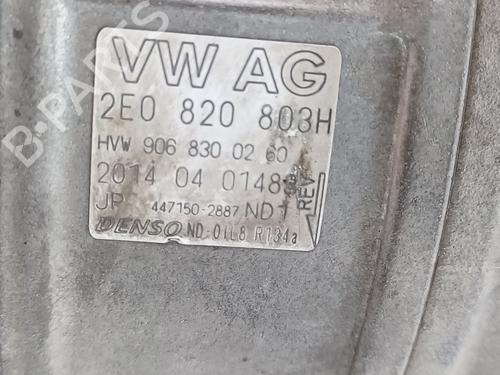 VW AG
2E0 820 803H
HVW 906 830 02 60
2014 04 0148
REV
JP 447150-2887 ND1
DENSO ND-OIL8 R134a